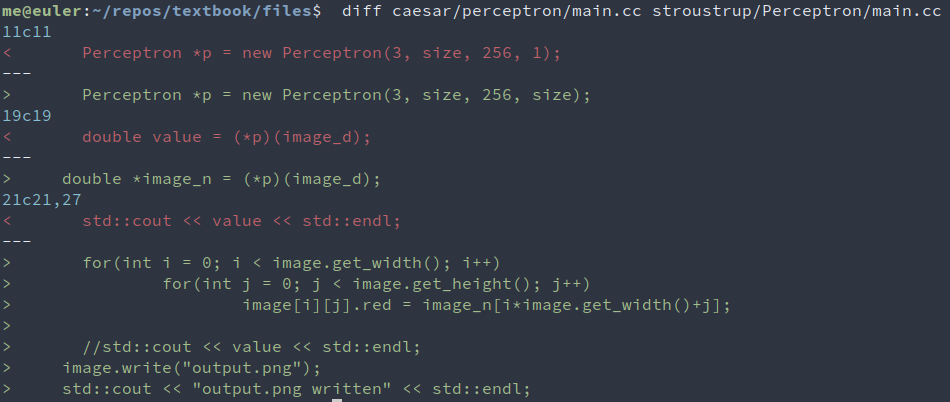 me@euler:~/repos/textbook/files$  diff caesar/perceptron/main.cc stroustrup/Perceptron/main.cc
11c11
<       Perceptron *p = new Perceptron(3, size, 256, 1);
---
>       Perceptron *p = new Perceptron(3, size, 256, size);
19c19
<       double value = (*p)(image_d);
---
>     double *image_n = (*p)(image_d);
21c21,27
<       std::cout << value << std::endl;
---
>       for(int i = 0; i < image.get_width(); i++)
>               for(int j = 0; j < image.get_height(); j++)
>                       image[i][j].red = image_n[i*image.get_width()+j];
>
>       //std::cout << value << std::endl;
>     image.write("output.png");
>     std::cout << "output.png written" << std::endl;